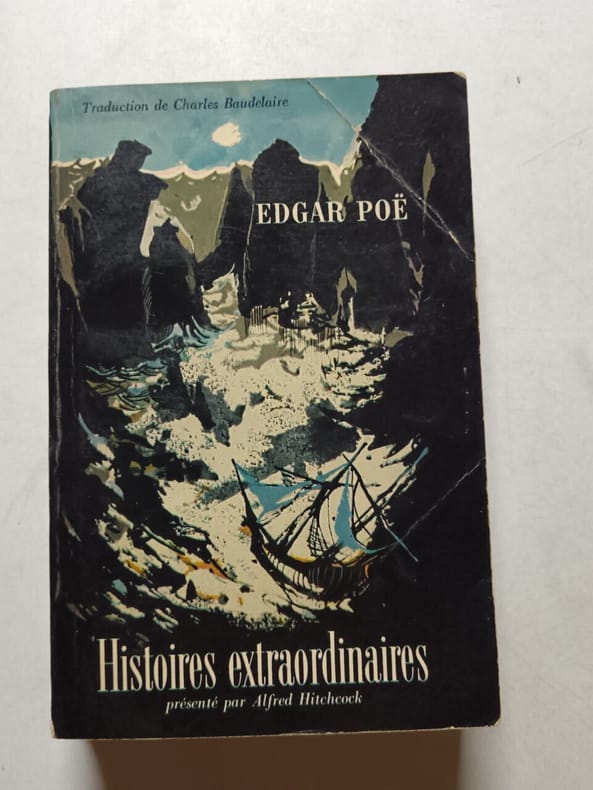 Traduction de Charles Baudelaire
EDGAR POË
Histoires extraordinaires
présenté par Alfred Hitchcock